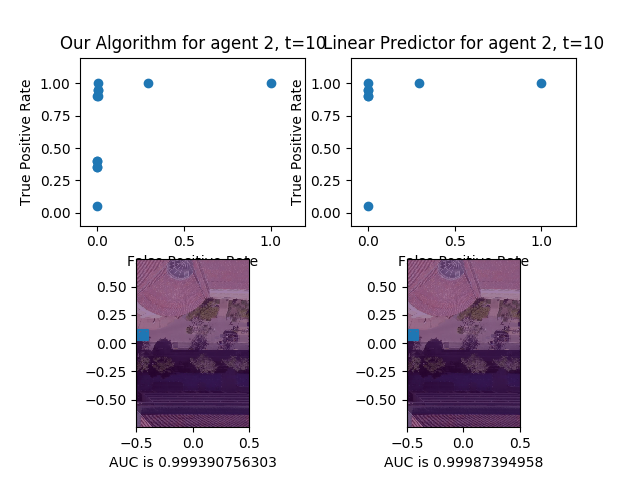 Our Algorithm for agent 2, t=10
Linear Predictor for agent 2, t=10
True Positive Rate
1.00
0.75
0.50
0.25
0.00
0.0 0.5 1.0
False Positive Rate
True Positive Rate
1.00
0.75
0.50
0.25
0.00
0.0 0.5 1.0
False Positive Rate
0.50
0.25
0.00
−0.25
−0.50
−0.5 0.0 0.5
AUC is 0.999390756303
0.50
0.25
0.00
−0.25
−0.50
−0.5 0.0 0.5
AUC is 0.99987394958